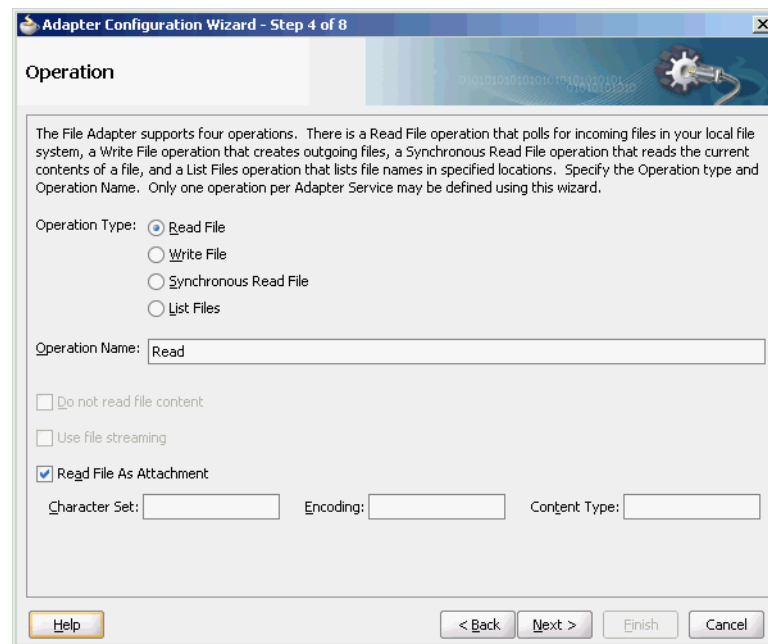 Adapter Configuration Wizard - Step 4 of 8
Operation
The File Adapter supports four operations. There is a Read File operation that polls for incoming files in your local file
system, a Write File operation that creates outgoing files, a Synchronous Read File operation that reads the current
contents of a file, and a List Files operation that lists file names in specified locations. Specify the Operation type and
Operation Name. Only one operation per Adapter Service may be defined using this wizard.
Operation Type: Read File
Write File
Synchronous Read File
List Files
Operation Name: Read
Do not read file content
Use file streaming
Read File As Attachment
Character Set: Encoding: Content Type:
Help < Back Next > Finish Cancel